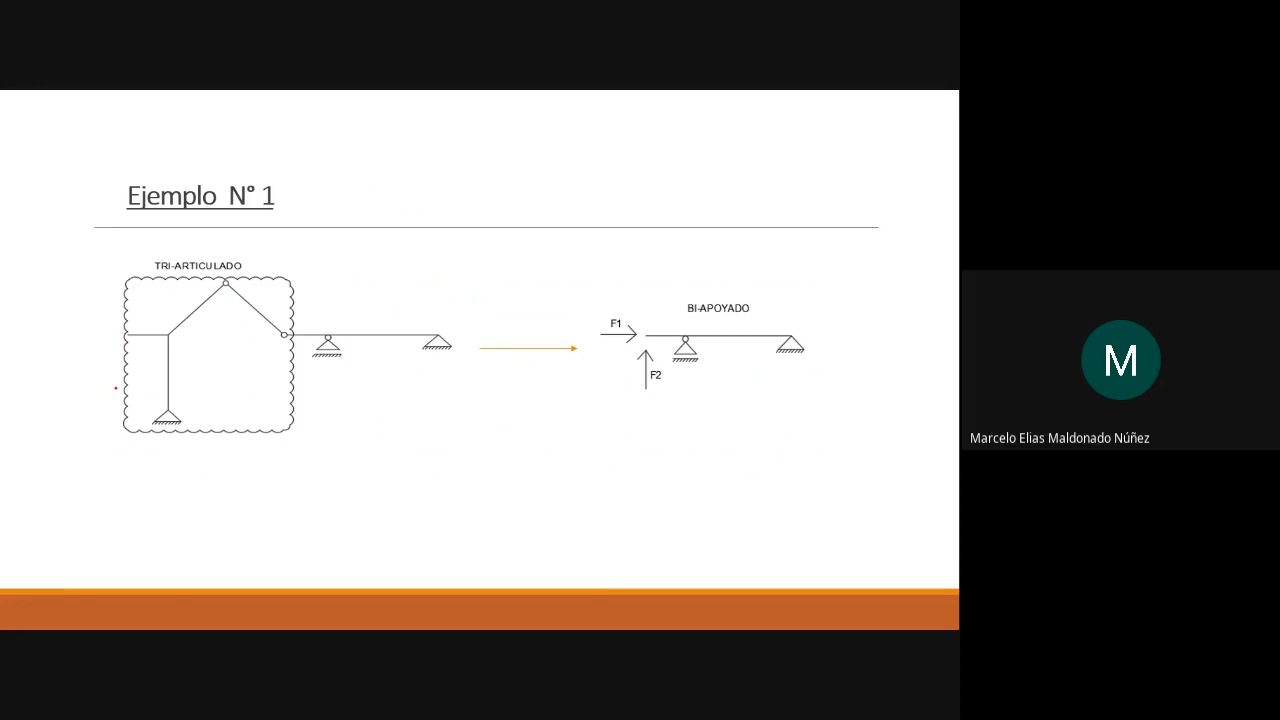 Ejemplo N° 1
TRI-ARTICULADO
BI-APOYADO
F1
F2
M
Marcelo Elias Maldonado Núñez